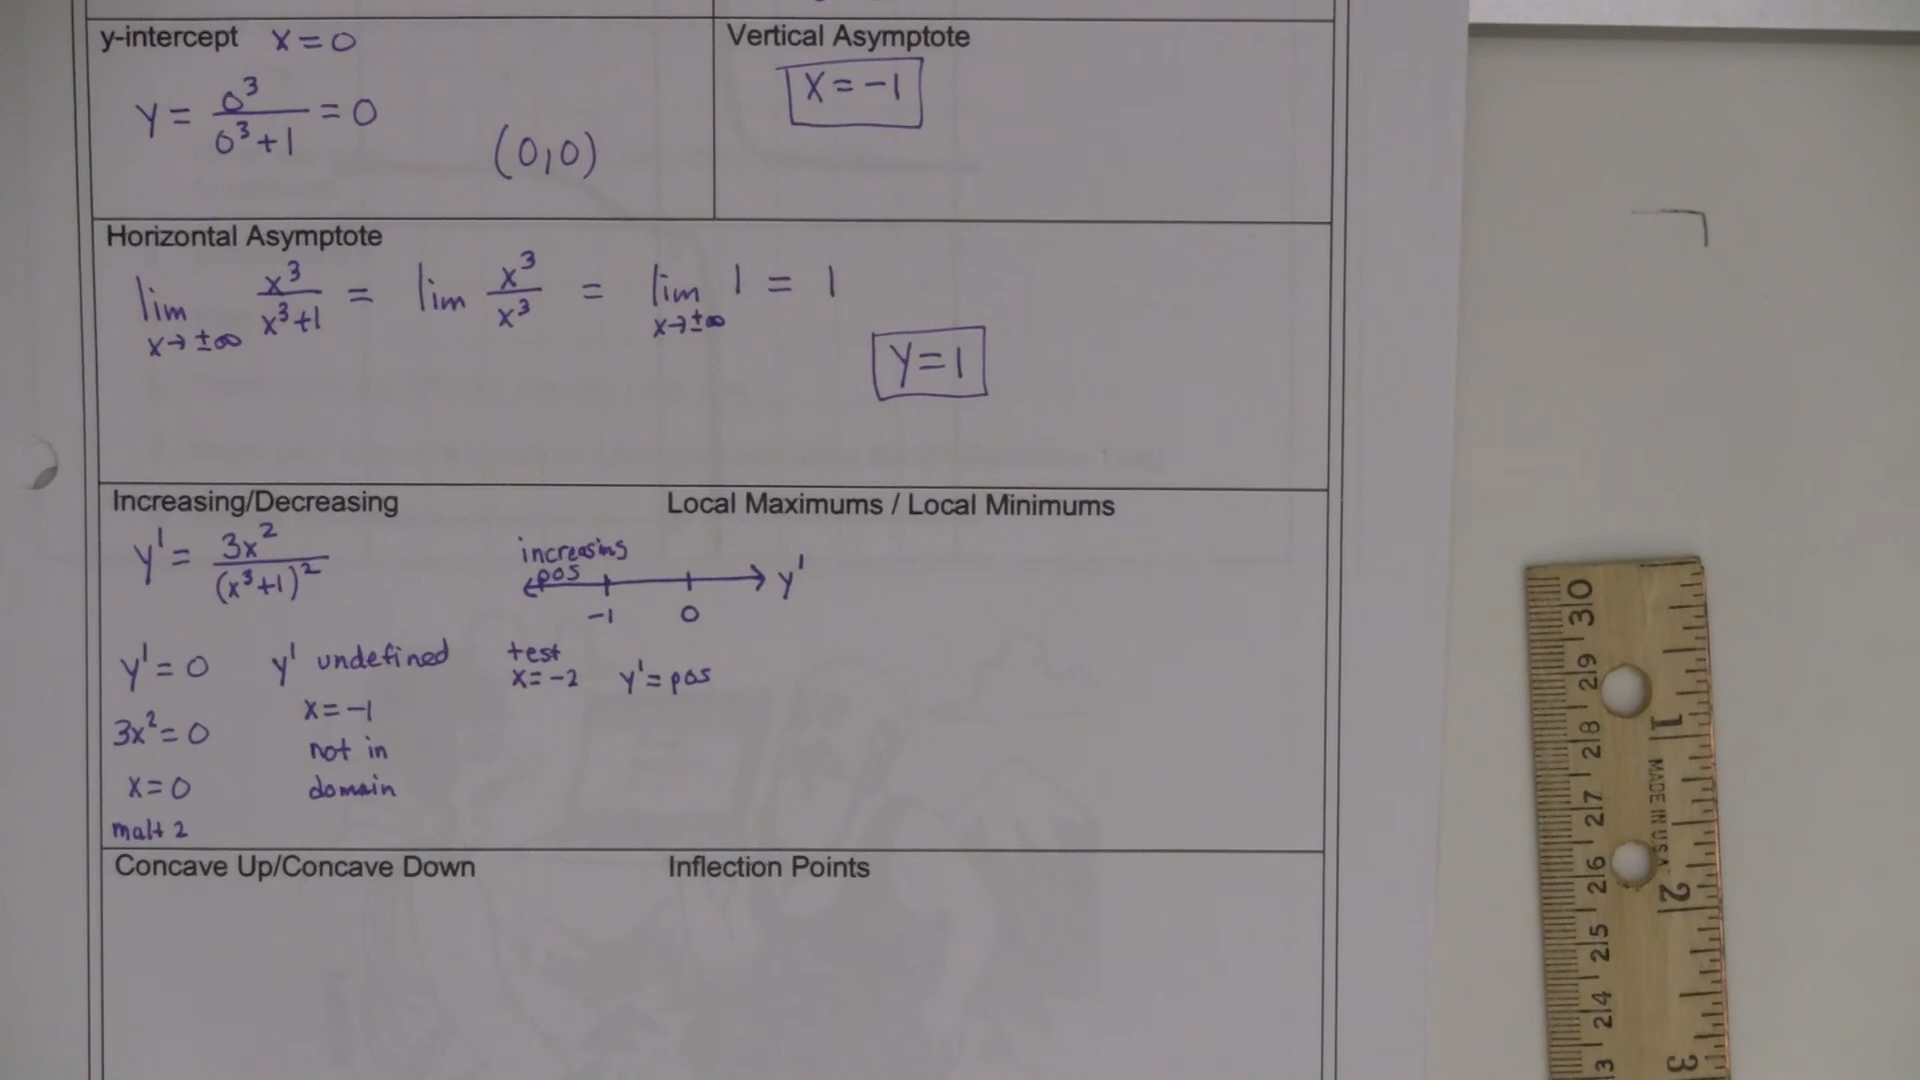 y-intercept x = 0
y = 0³/(0³+1) = 0
(0,0)
Vertical Asymptote
x = -1
Horizontal Asymptote
lim x→±∞ x³/(x³+1) = lim x³/x³ = lim x→±∞ 1 = 1
y = 1
Increasing/Decreasing
y' = 3x²/(x³+1)²
y' = 0
3x² = 0
x = 0
mult 2
y' undefined
x = -1
not in
domain
Local Maximums / Local Minimums
increasing
pos
y'
-1 0
test
x = -2 y' = pos
Concave Up/Concave Down
Inflection Points
30
29
28
27
26
25
24
3
1
MADE IN U.S.A.
2
3